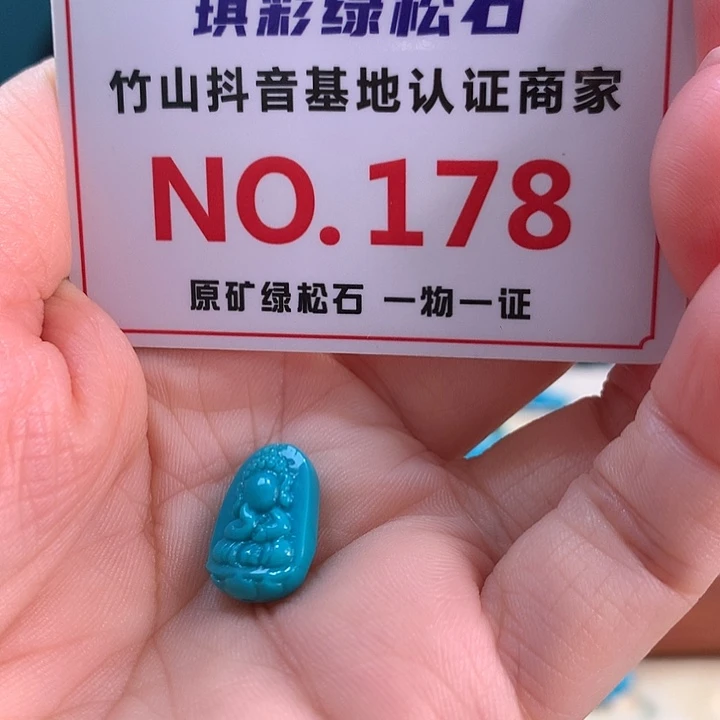 琪彩绿松石
竹山抖音基地认证商家
NO.178
原矿绿松石 一物一证